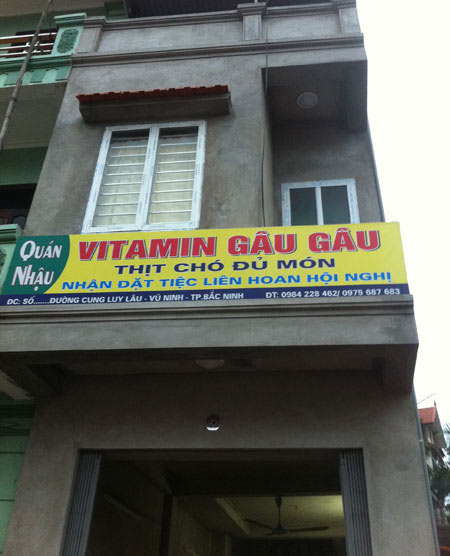 QUÁN
NHẬU
VITAMIN GÂU GÂU
THỊT CHÓ ĐỦ MÓN
NHẬN ĐẶT TIỆC LIÊN HOAN HỘI NGHỊ
ĐC: SỐ......ĐƯỜNG CUNG LUY LÂU - VŨ NINH - TP.BẮC NINH ĐT: 0984 228 462/ 0975 687 683